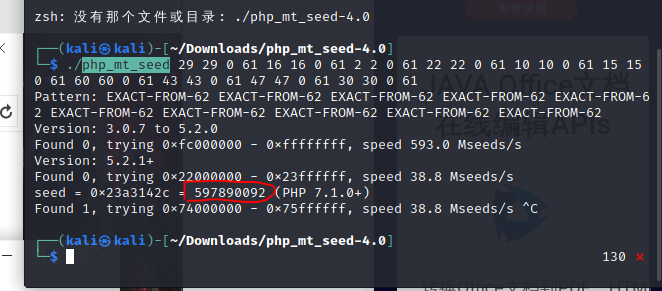 免费试用
zsh: 没有那个文件或目录: ./php_mt_seed-4.0
┌──(kali㉿kali)-[~/Downloads/php_mt_seed-4.0]
└─$ ./php_mt_seed 29 29 0 61 16 16 0 61 2 2 0 61 22 22 0 61 10 10 0 61 15 15
0 61 60 60 0 61 43 43 0 61 47 47 0 61 30 30 0 61
Pattern: EXACT-FROM-62 EXACT-FROM-62 EXACT-FROM-62 EXACT-FROM-62 EXACT-FROM-6
2 EXACT-FROM-62 EXACT-FROM-62 EXACT-FROM-62 EXACT-FROM-62 EXACT-FROM-62
JAVA Office文档
在线编辑APIs
Version: 3.0.7 to 5.2.0
Found 0, trying 0×fc000000 - 0×ffffffff, speed 593.0 Mseeds/s
Version: 5.2.1+
Found 0, trying 0×22000000 - 0×23ffffff, speed 38.8 Mseeds/s
seed = 0×23a3142c = 597890092 (PHP 7.1.0+)
Found 1, trying 0×74000000 - 0×75ffffff, speed 38.8 Mseeds/s ^C
┌──(kali㉿kali)-[~/Downloads/php_mt_seed-4.0]
└─$
130 ×